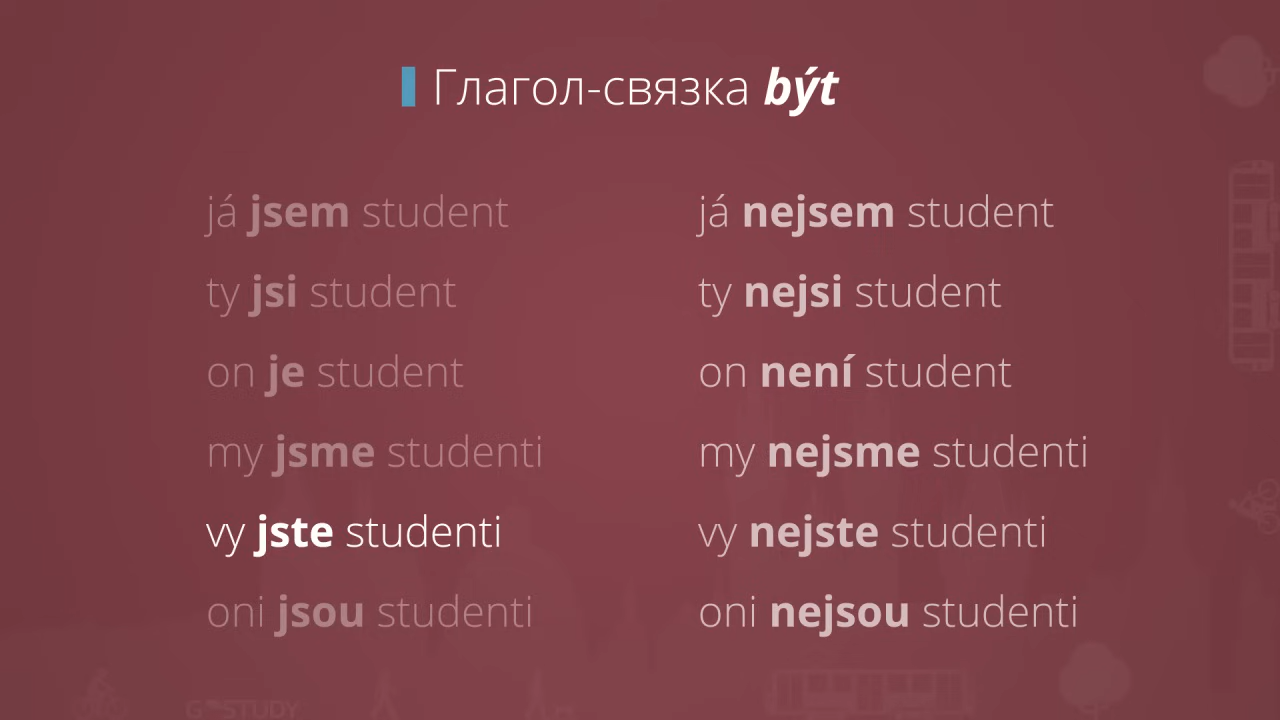 Глагол-связка být
já jsem student
ty jsi student
on je student
my jsme studenti
vy jste studenti
oni jsou studenti
já nejsem student
ty nejsi student
on není student
my nejsme studenti
vy nejste studenti
oni nejsou studenti